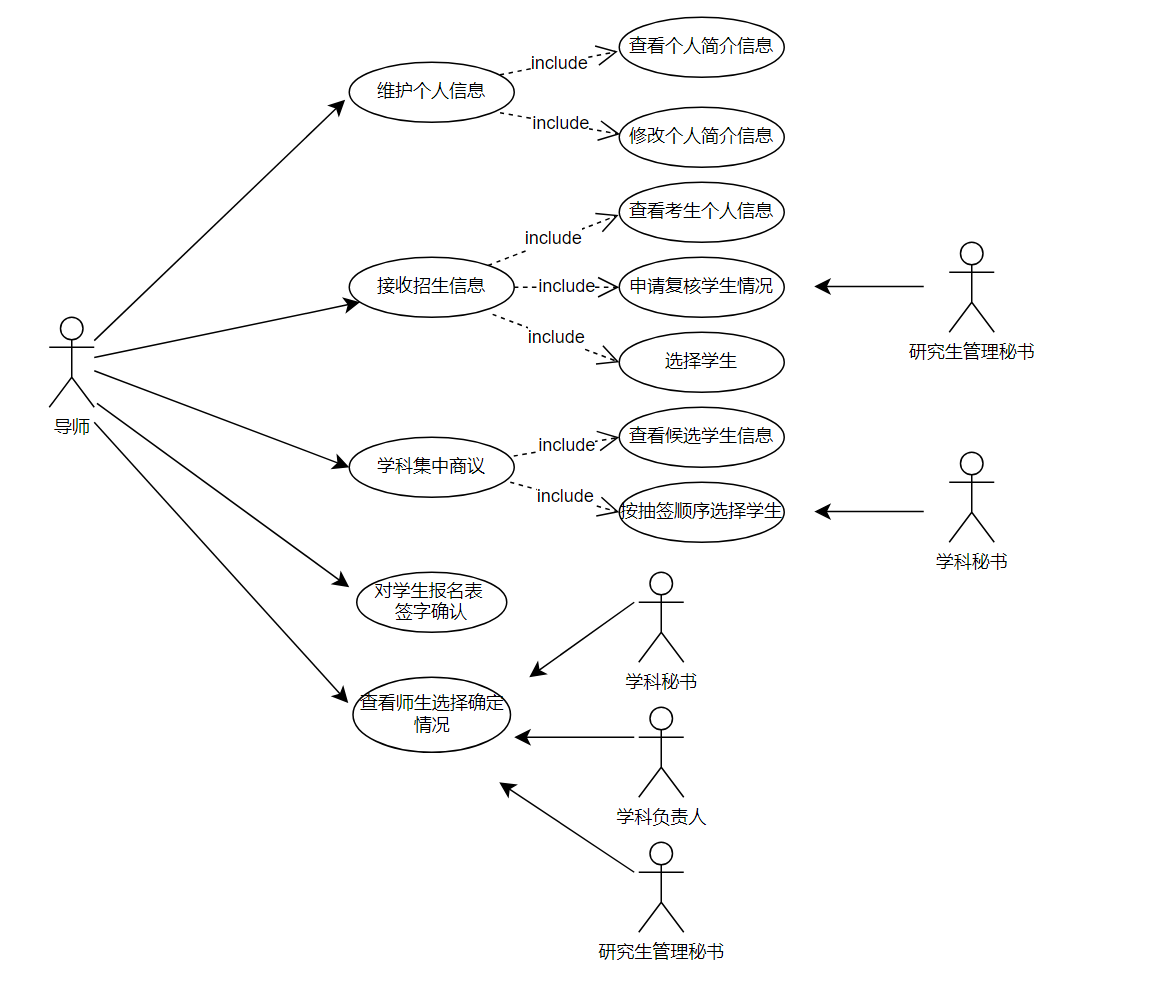 查看个人简介信息
include
维护个人信息
include
修改个人简介信息
查看考生个人信息
include
接收招生信息
include
申请复核学生情况
include
选择学生
研究生管理秘书
导师
查看候选学生信息
include
学科集中商议
include
按抽签顺序选择学生
学科秘书
对学生报名表
签字确认
学科秘书
查看师生选择确定
情况
学科负责人
研究生管理秘书